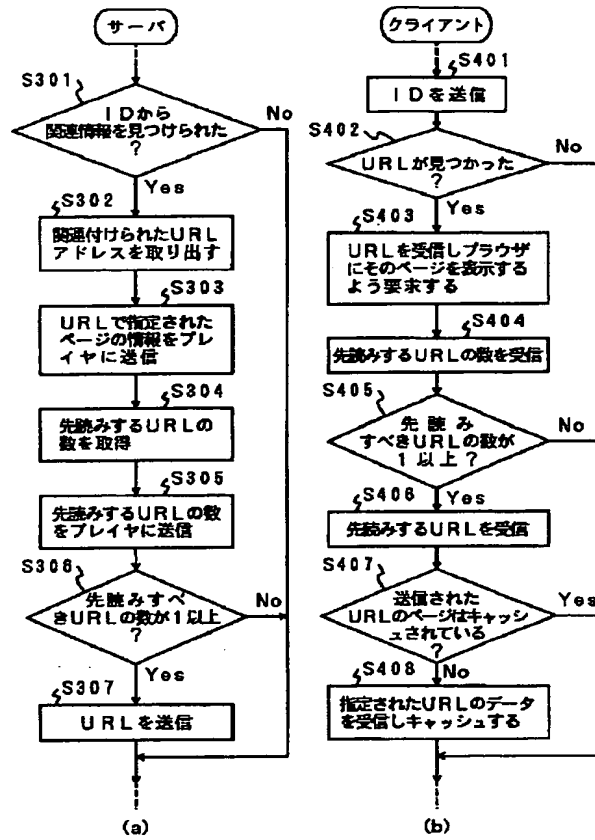 サーバ
S301
IDから
関連情報を見つけられた
?
No
Yes
S302
関連付けられたURL
アドレスを取り出す
S303
URLで指定された
ページの情報をプレ
イヤに送信
S304
先読みするURLの
数を取得
S305
先読みするURLの数
をプレイヤに送信
S306
先読みすべ
きURLの数が1以上
?
No
Yes
S307
URLを送信
(a)
クライアント
S401
IDを送信
S402
URLが見つかった
?
No
Yes
S403
URLを受信しブラウザ
にそのページを表示する
よう要求する
S404
先読みするURLの数を受信
S405
先読み
すべきURLの数が
1以上?
No
Yes
S406
先読みするURLを受信
S407
送信された
URLのページはキャッシ
ュされている
?
Yes
No
S408
指定されたURLのデータ
を受信しキャッシュする
(b)